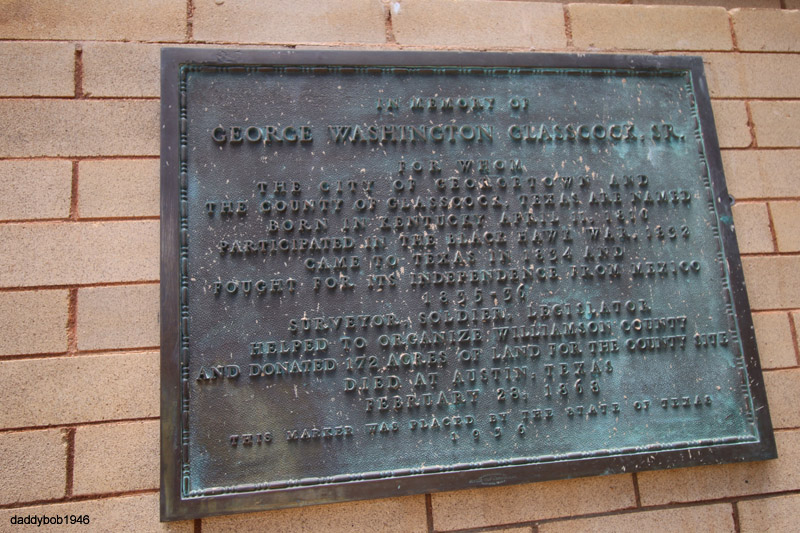 IN MEMORY OF
GEORGE WASHINGTON GLASSCOCK, SR.
FOR WHOM
THE CITY OF GEORGETOWN AND
THE COUNTY OF GLASSCOCK, TEXAS ARE NAMED
BORN IN KENTUCKY APRIL 11, 1810
PARTICIPATED IN THE BLACK HAWK WAR, 1832
CAME TO TEXAS IN 1834 AND
FOUGHT FOR ITS INDEPENDENCE FROM MEXICO
1835-36
SURVEYOR, SOLDIER, LEGISLATOR
HELPED TO ORGANIZE WILLIAMSON COUNTY
AND DONATED 172 ACRES OF LAND FOR THE COUNTY SITE
DIED AT AUSTIN, TEXAS
FEBRUARY 28, 1868
THIS MARKER WAS PLACED BY THE STATE OF TEXAS
1936
daddybob1946